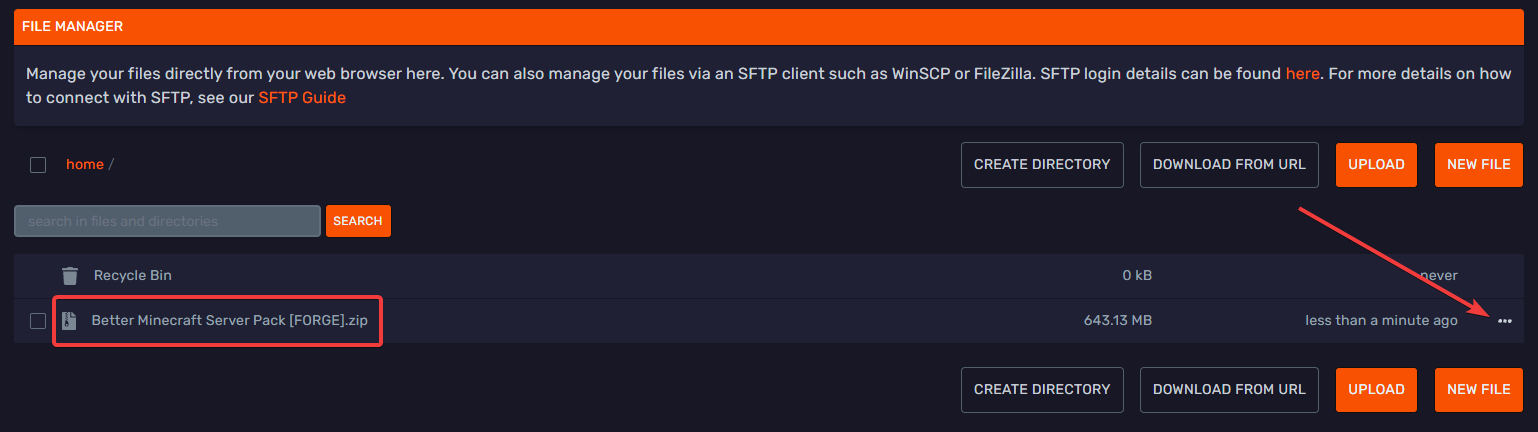 FILE MANAGER
Manage your files directly from your web browser here. You can also manage your files via an SFTP client such as WinSCP or FileZilla. SFTP login details can be found here. For more details on how
to connect with SFTP, see our SFTP Guide
home /
CREATE DIRECTORY
DOWNLOAD FROM URL
UPLOAD
NEW FILE
search in files and directories
SEARCH
Recycle Bin
0 kB
never
Better Minecraft Server Pack [FORGE].zip
643.13 MB
less than a minute ago
CREATE DIRECTORY
DOWNLOAD FROM URL
UPLOAD
NEW FILE